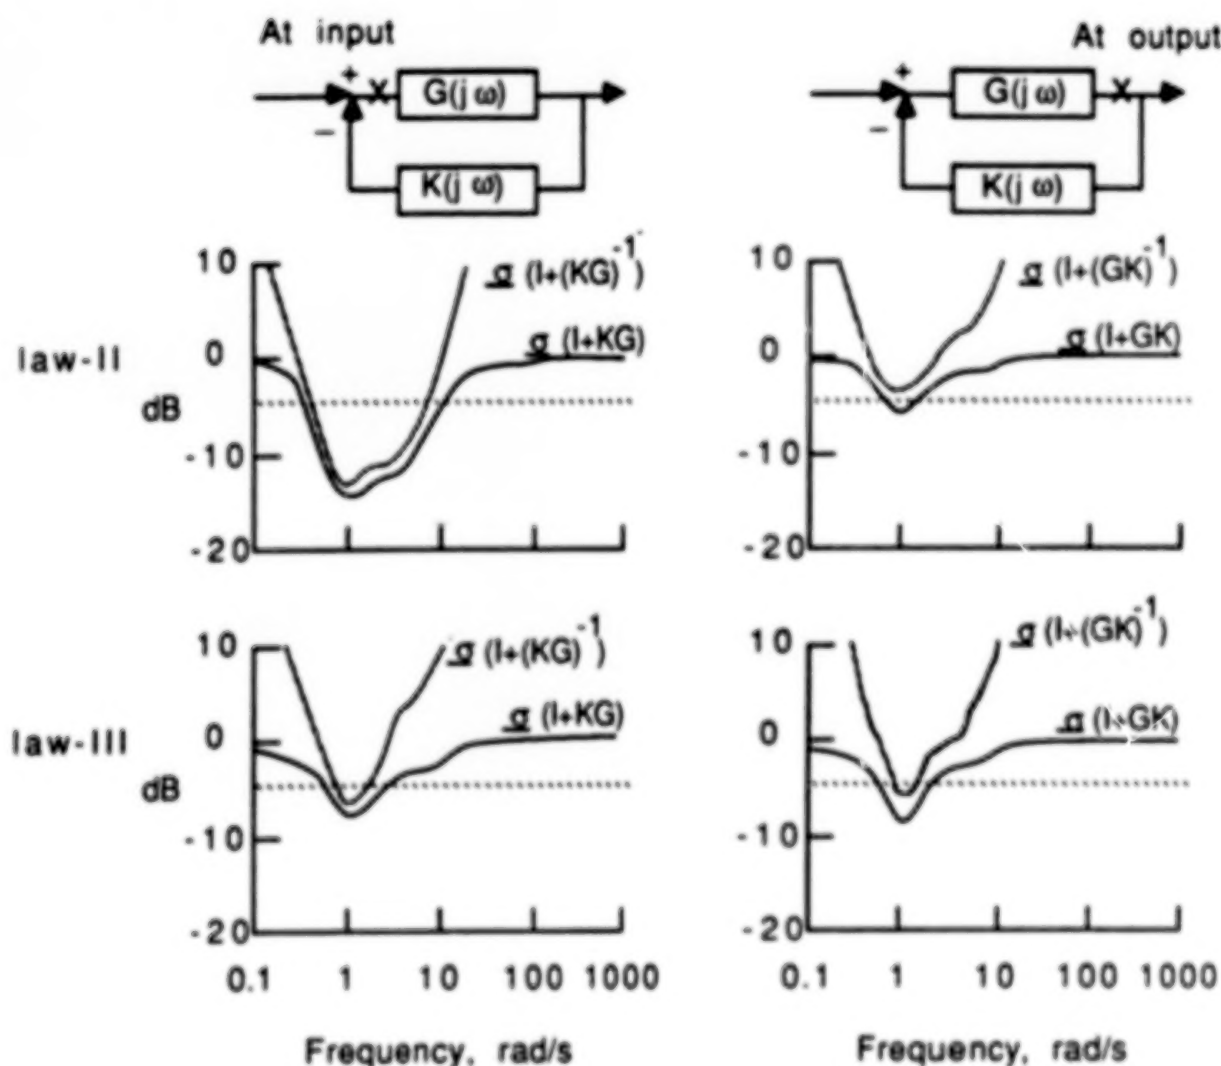 At input
At output
+
G(j ω)
−
K(j ω)
+
G(j ω)
−
K(j ω)
law-II
dB
10
0
-10
-20
σ (I+(KG)⁻¹)
σ (I+KG)
10
0
-10
-20
σ (I+(GK)⁻¹)
σ (I+GK)
law-III
dB
10
0
-10
-20
σ (I+(KG)⁻¹)
σ (I+KG)
0.1 1 10 100 1000
Frequency, rad/s
10
0
-10
-20
σ (I+(GK)⁻¹)
σ (I+GK)
0.1 1 10 100 1000
Frequency, rad/s